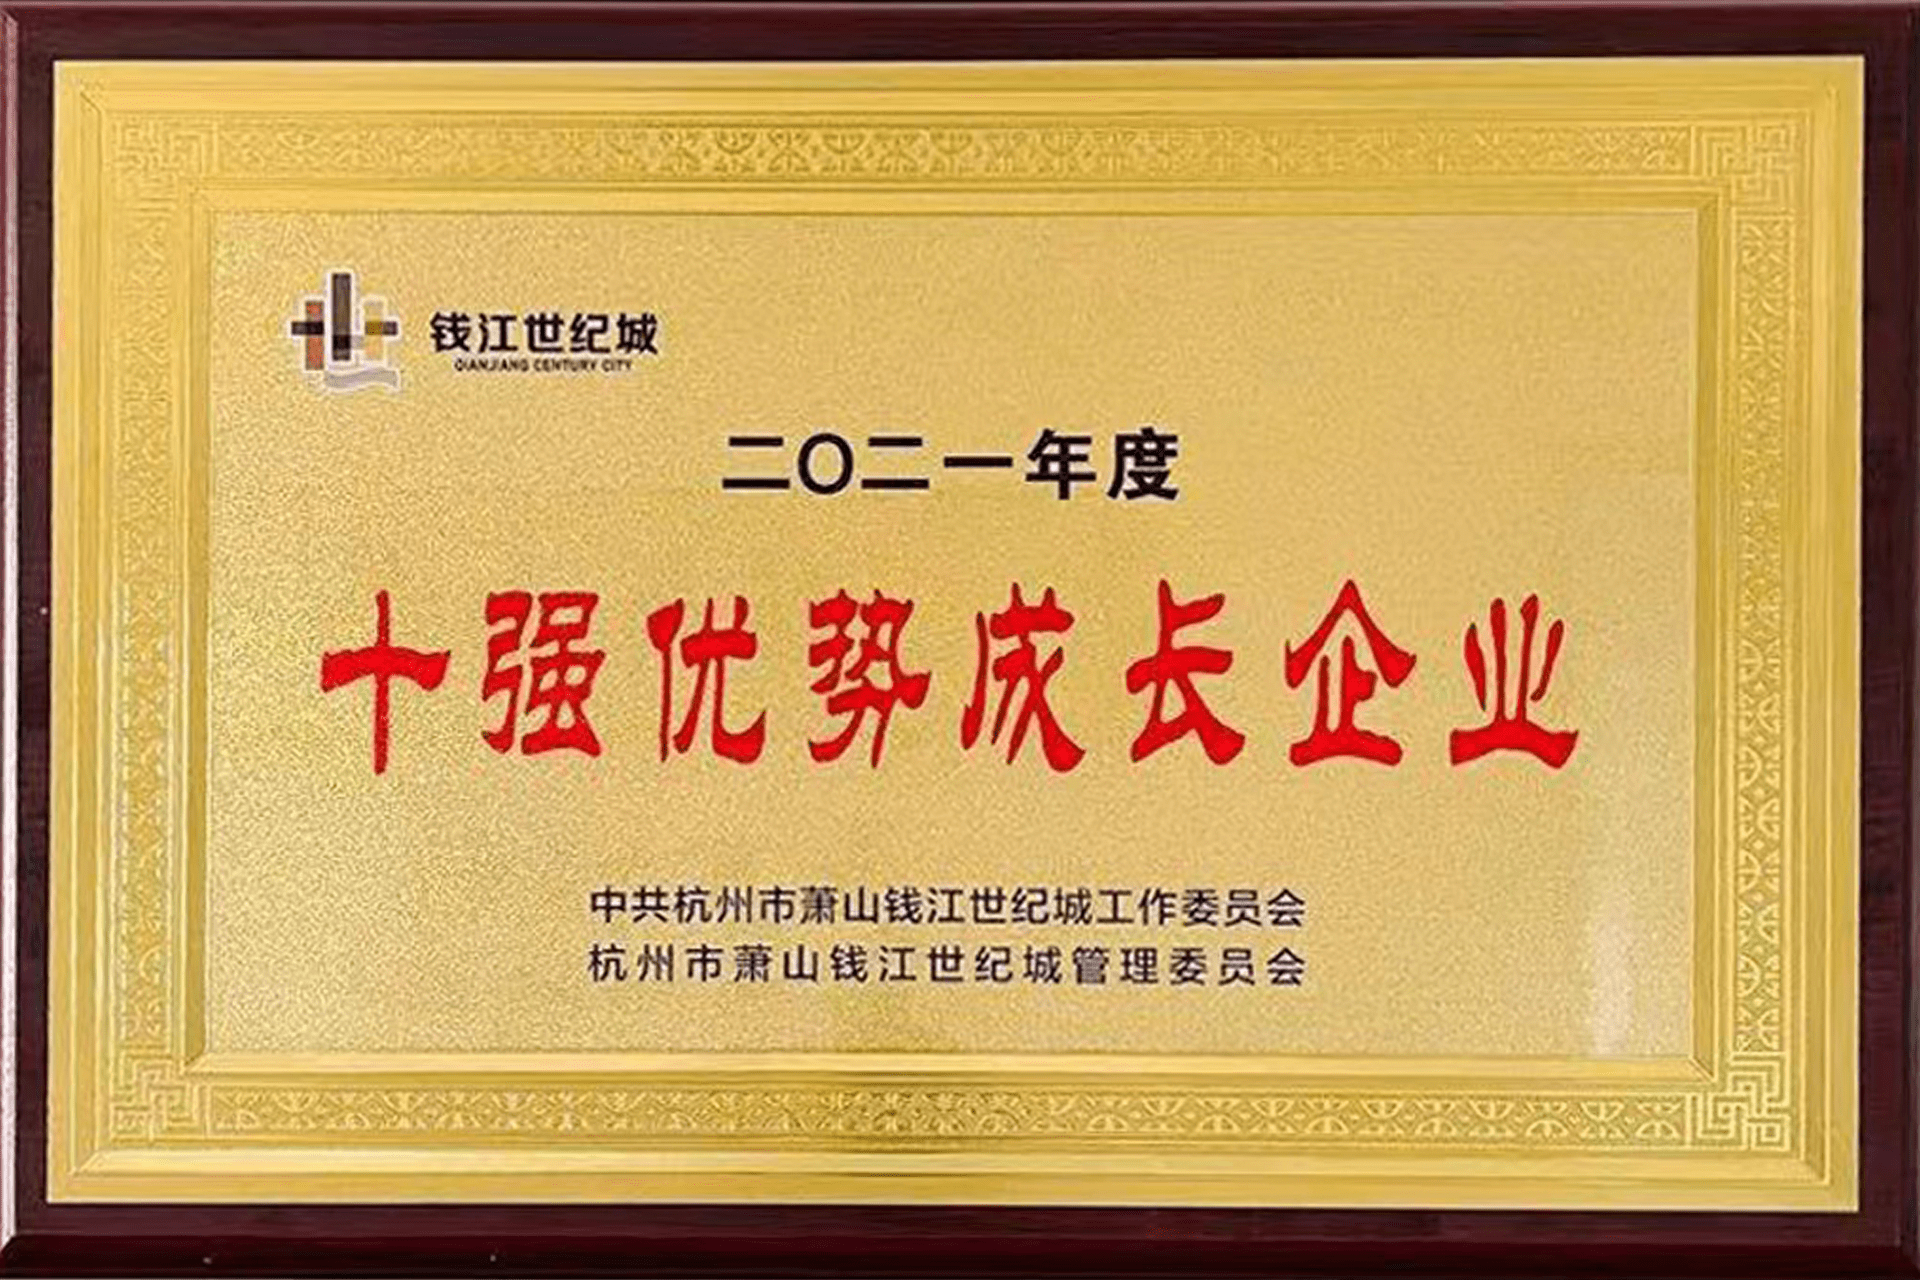 钱江世纪城
QIANJIANG CENTURY CITY
二〇二一年度
十强优势成长企业
中共杭州市萧山钱江世纪城工作委员会
杭州市萧山钱江世纪城管理委员会